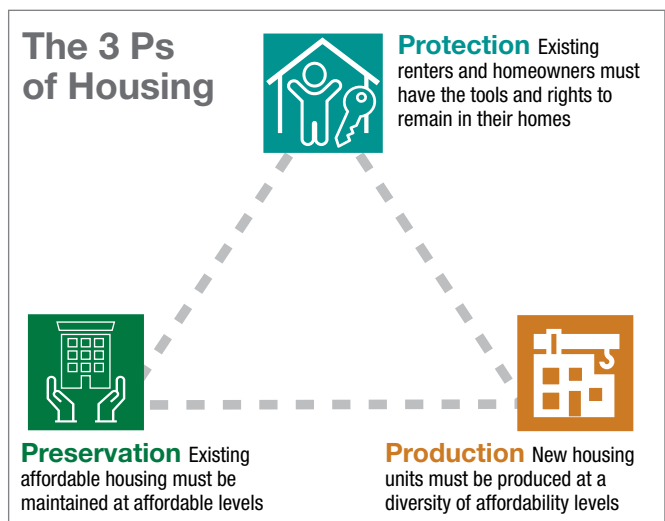 The 3 Ps
of Housing
Protection Existing
renters and homeowners must
have the tools and rights to
remain in their homes
Preservation Existing
affordable housing must be
maintained at affordable levels
Production New housing
units must be produced at a
diversity of affordability levels